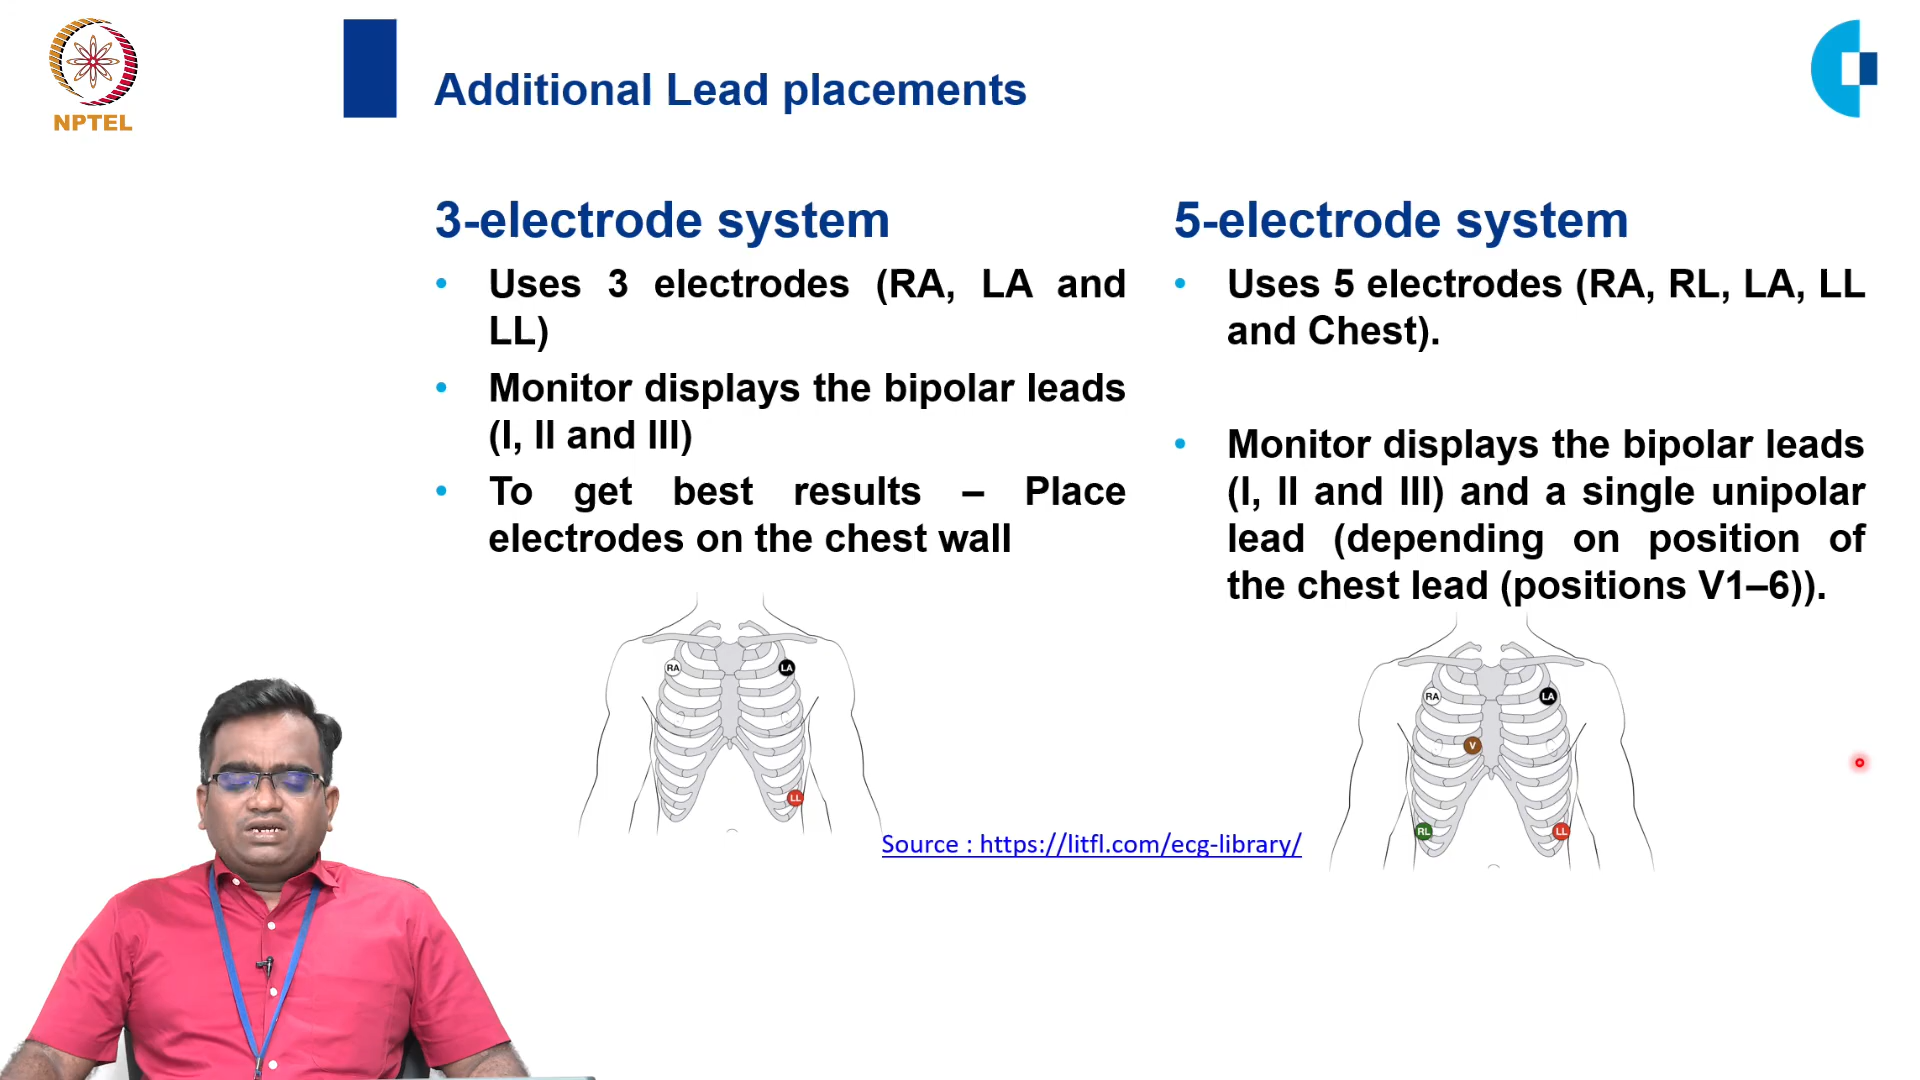 NPTEL
Additional Lead placements
3-electrode system
• Uses 3 electrodes (RA, LA and
LL)
• Monitor displays the bipolar leads
(I, II and III)
• To get best results – Place
electrodes on the chest wall
RA
LA
LL
5-electrode system
• Uses 5 electrodes (RA, RL, LA, LL
and Chest).
• Monitor displays the bipolar leads
(I, II and III) and a single unipolar
lead (depending on position of
the chest lead (positions V1–6)).
RA
LA
V
RL
LL
Source : https://litfl.com/ecg-library/